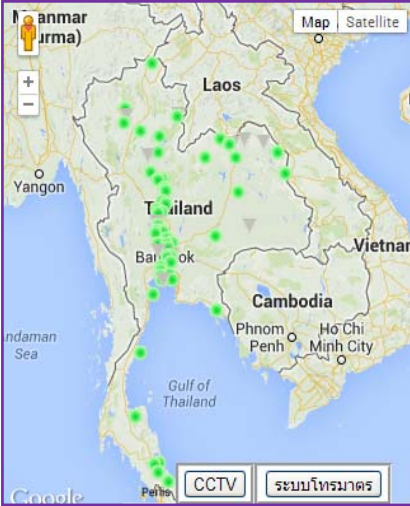 Myanmar
(Burma)
Map Satellite
+
−
Laos
Yangon
Thailand
Vietnam
Bangkok
Cambodia
Phnom
Penh
Ho Chi
Minh City
ndaman
Sea
Gulf of
Thailand
CCTV
ระบบโทรมาตร
Perlis
Google